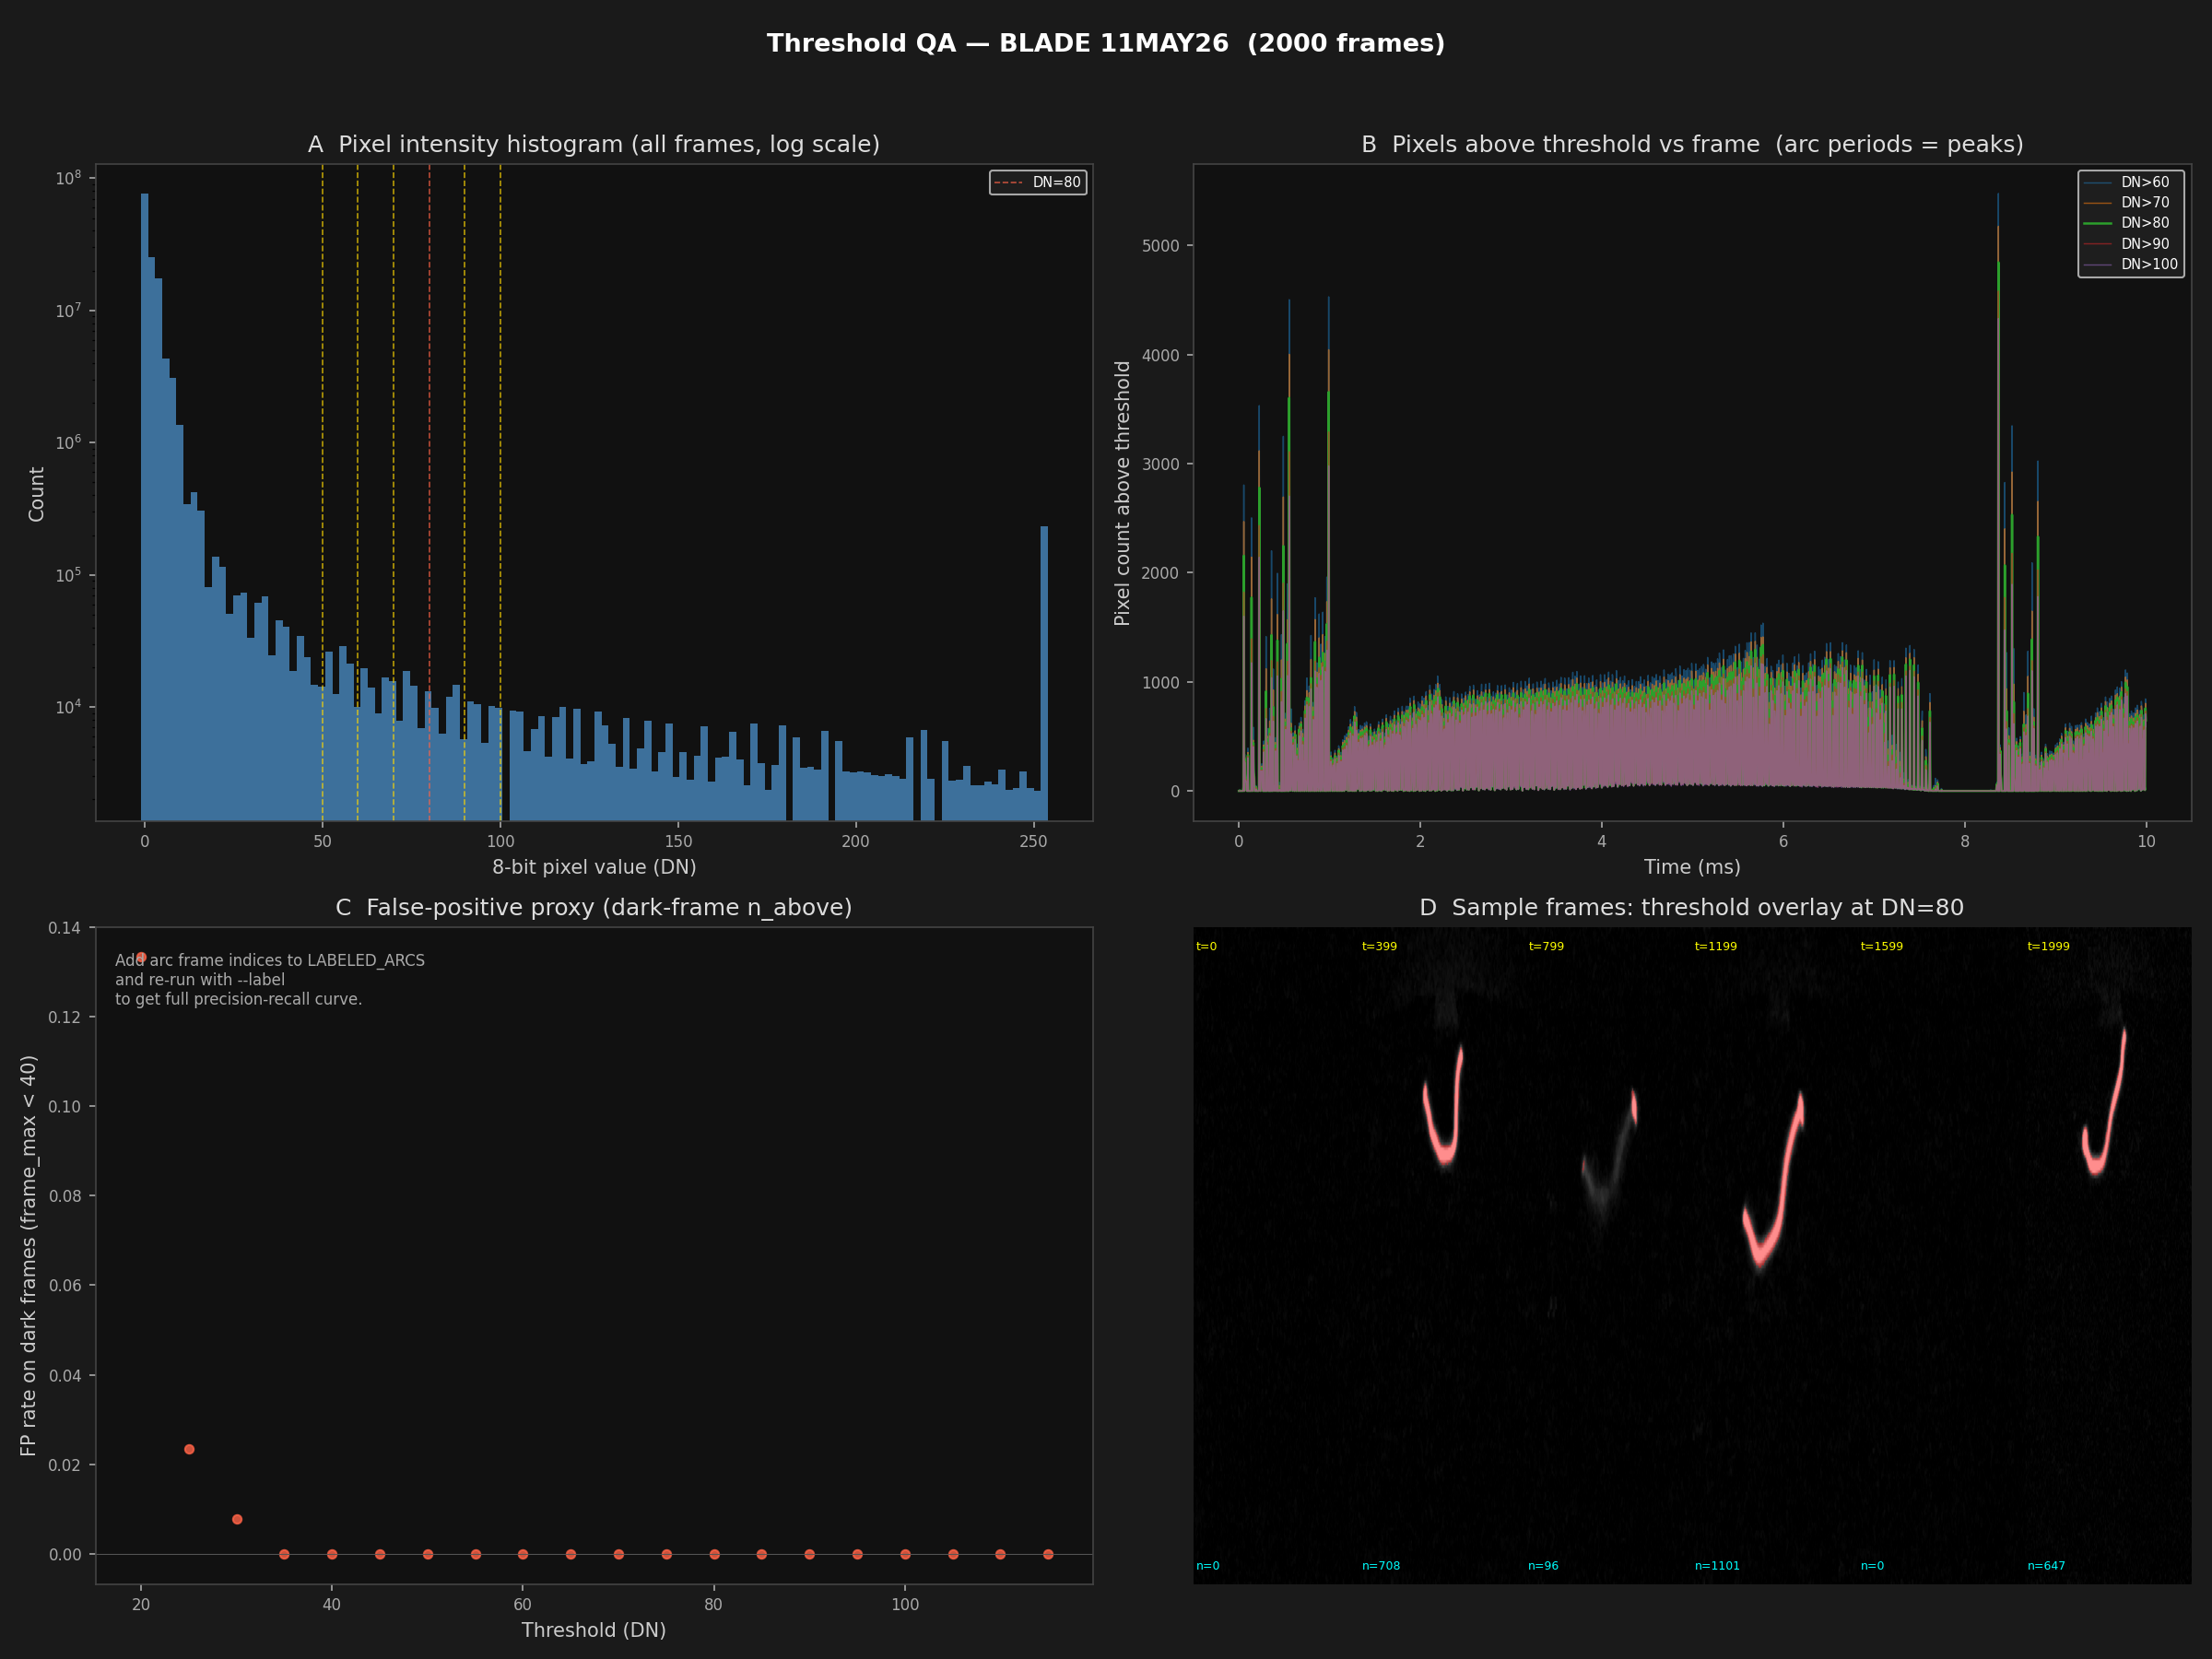 Threshold QA — BLADE 11MAY26  (2000 frames)
A  Pixel intensity histogram (all frames, log scale)
DN=80
10^8
10^7
10^6
10^5
10^4
Count
0
50
100
150
200
250
8-bit pixel value (DN)
B  Pixels above threshold vs frame  (arc periods = peaks)
DN>60
DN>70
DN>80
DN>90
DN>100
5000
4000
3000
2000
1000
0
Pixel count above threshold
0
2
4
6
8
10
Time (ms)
C  False-positive proxy (dark-frame n_above)
Add arc frame indices to LABELED_ARCS
and re-run with --label
to get full precision-recall curve.
0.14
0.12
0.10
0.08
0.06
0.04
0.02
0.00
FP rate on dark frames (frame_max < 40)
20
40
60
80
100
Threshold (DN)
D  Sample frames: threshold overlay at DN=80
t=0
t=399
t=799
t=1199
t=1599
t=1999
n=0
n=708
n=96
n=1101
n=0
n=647